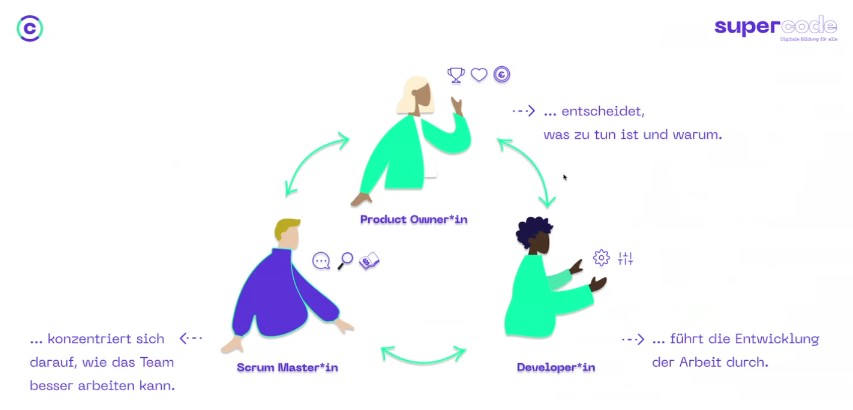 c
supercode
Digitale Bildung für alle
... entscheidet,
was zu tun ist und warum.
Product Owner*in
... konzentriert sich
darauf, wie das Team
besser arbeiten kann.
Scrum Master*in
Developer*in
... führt die Entwicklung
der Arbeit durch.